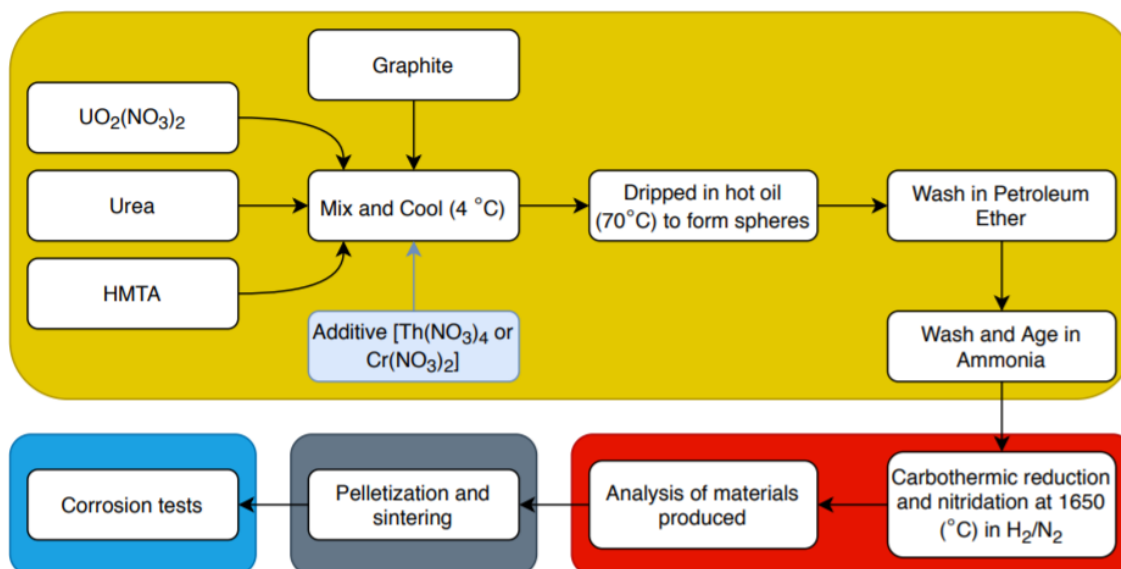 Graphite
UO₂(NO₃)₂
Urea
HMTA
Mix and Cool (4 °C)
Additive [Th(NO₃)₄ or
Cr(NO₃)₂]
Dripped in hot oil
(70°C) to form spheres
Wash in Petroleum
Ether
Wash and Age in
Ammonia
Carbothermic reduction
and nitridation at 1650
(°C) in H₂/N₂
Analysis of materials
produced
Pelletization and
sintering
Corrosion tests